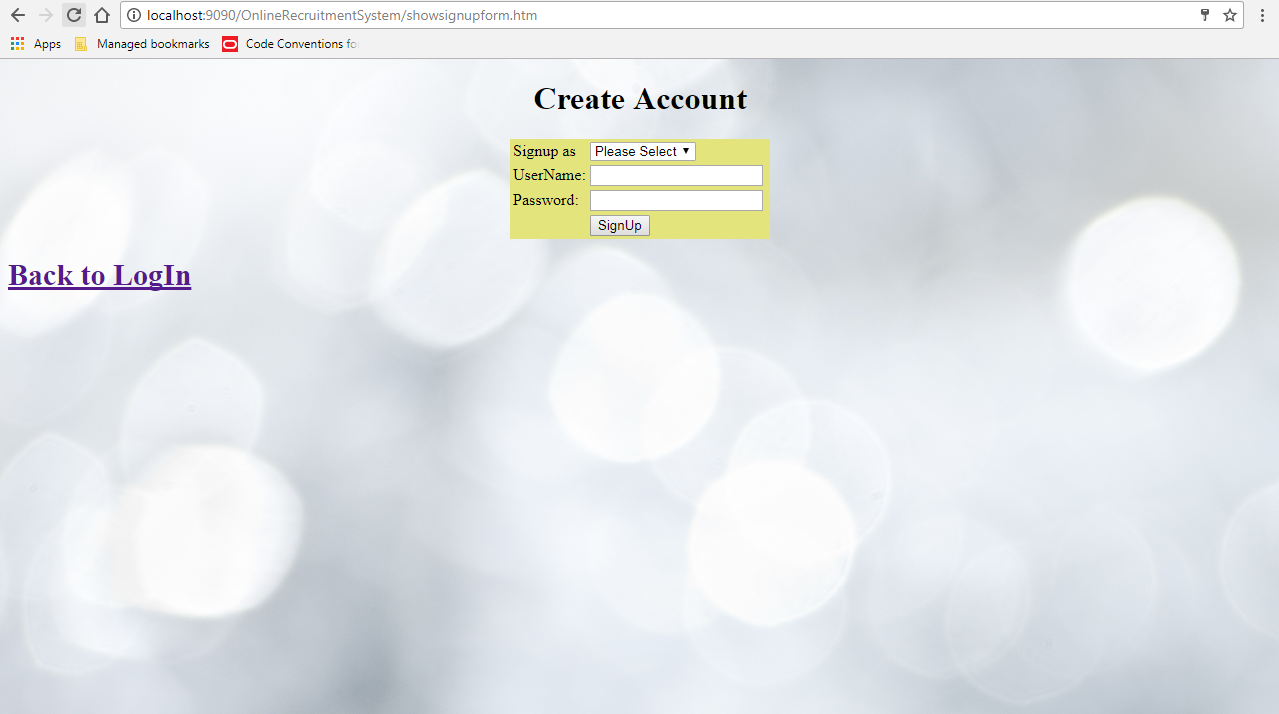 localhost:9090/OnlineRecruitmentSystem/showsignupform.htm
Apps Managed bookmarks Code Conventions fo
Create Account
Signup as Please Select
UserName:
Password:
SignUp
Back to LogIn